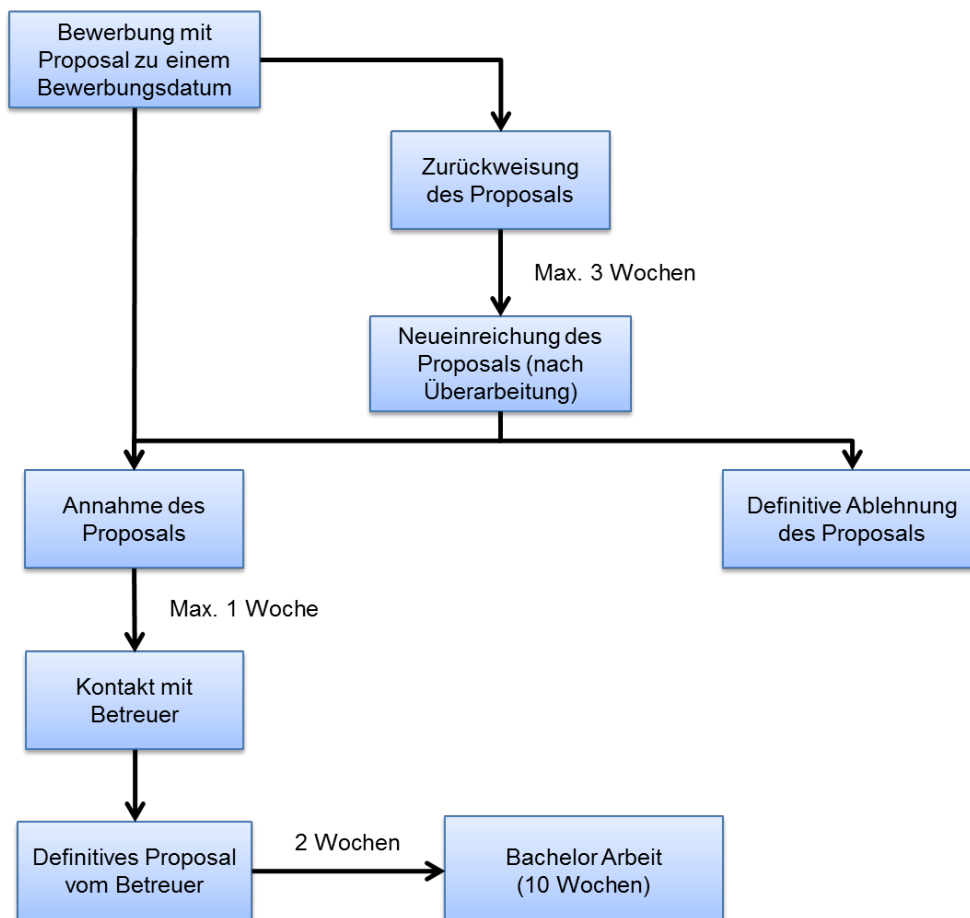 Bewerbung mit
Proposal zu einem
Bewerbungsdatum
Zurückweisung
des Proposals
Max. 3 Wochen
Neueinreichung des
Proposals (nach
Überarbeitung)
Annahme des
Proposals
Definitive Ablehnung
des Proposals
Max. 1 Woche
Kontakt mit
Betreuer
Definitives Proposal
vom Betreuer
2 Wochen
Bachelor Arbeit
(10 Wochen)